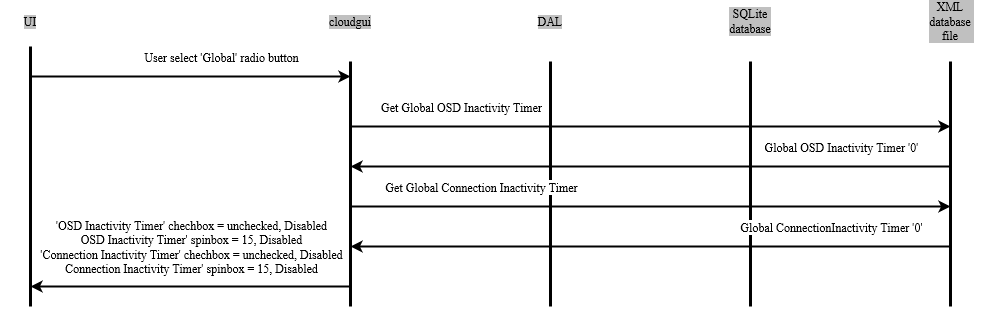 UI
cloudgui
DAL
SQLite
database
XML
database
file
User select 'Global' radio button
Get Global OSD Inactivity Timer
Global OSD Inactivity Timer '0'
Get Global Connection Inactivity Timer
Global ConnectionInactivity Timer '0'
'OSD Inactivity Timer' chechbox = unchecked, Disabled
OSD Inactivity Timer' spinbox = 15, Disabled
'Connection Inactivity Timer' chechbox = unchecked, Disabled
Connection Inactivity Timer' spinbox = 15, Disabled